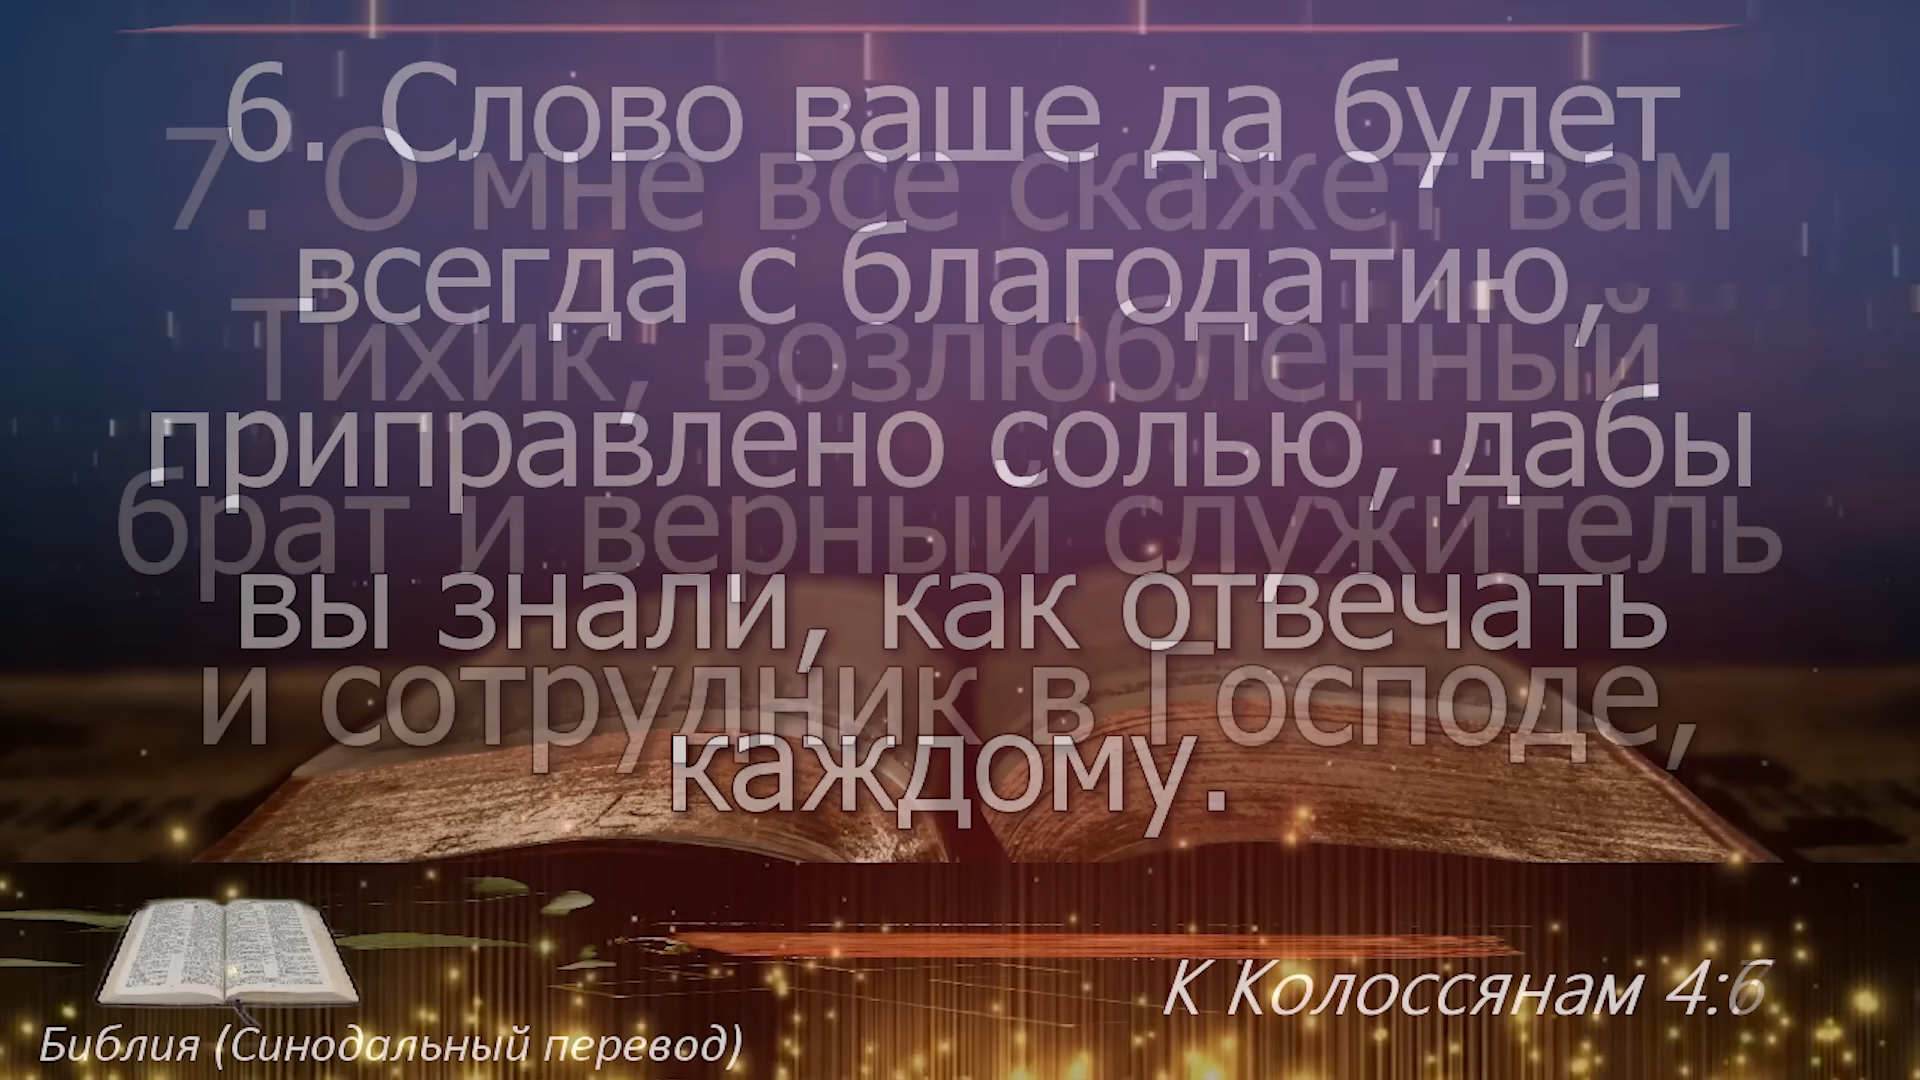 6. Слово ваше да будет
всегда с благодатию,
приправлено солью, дабы
вы знали, как отвечать
каждому.
7. О мне все скажет вам
Тихик, возлюбленный
брат и верный служитель
и сотрудник в Господе,
К Колоссянам 4:6
Библия (Синодальный перевод)